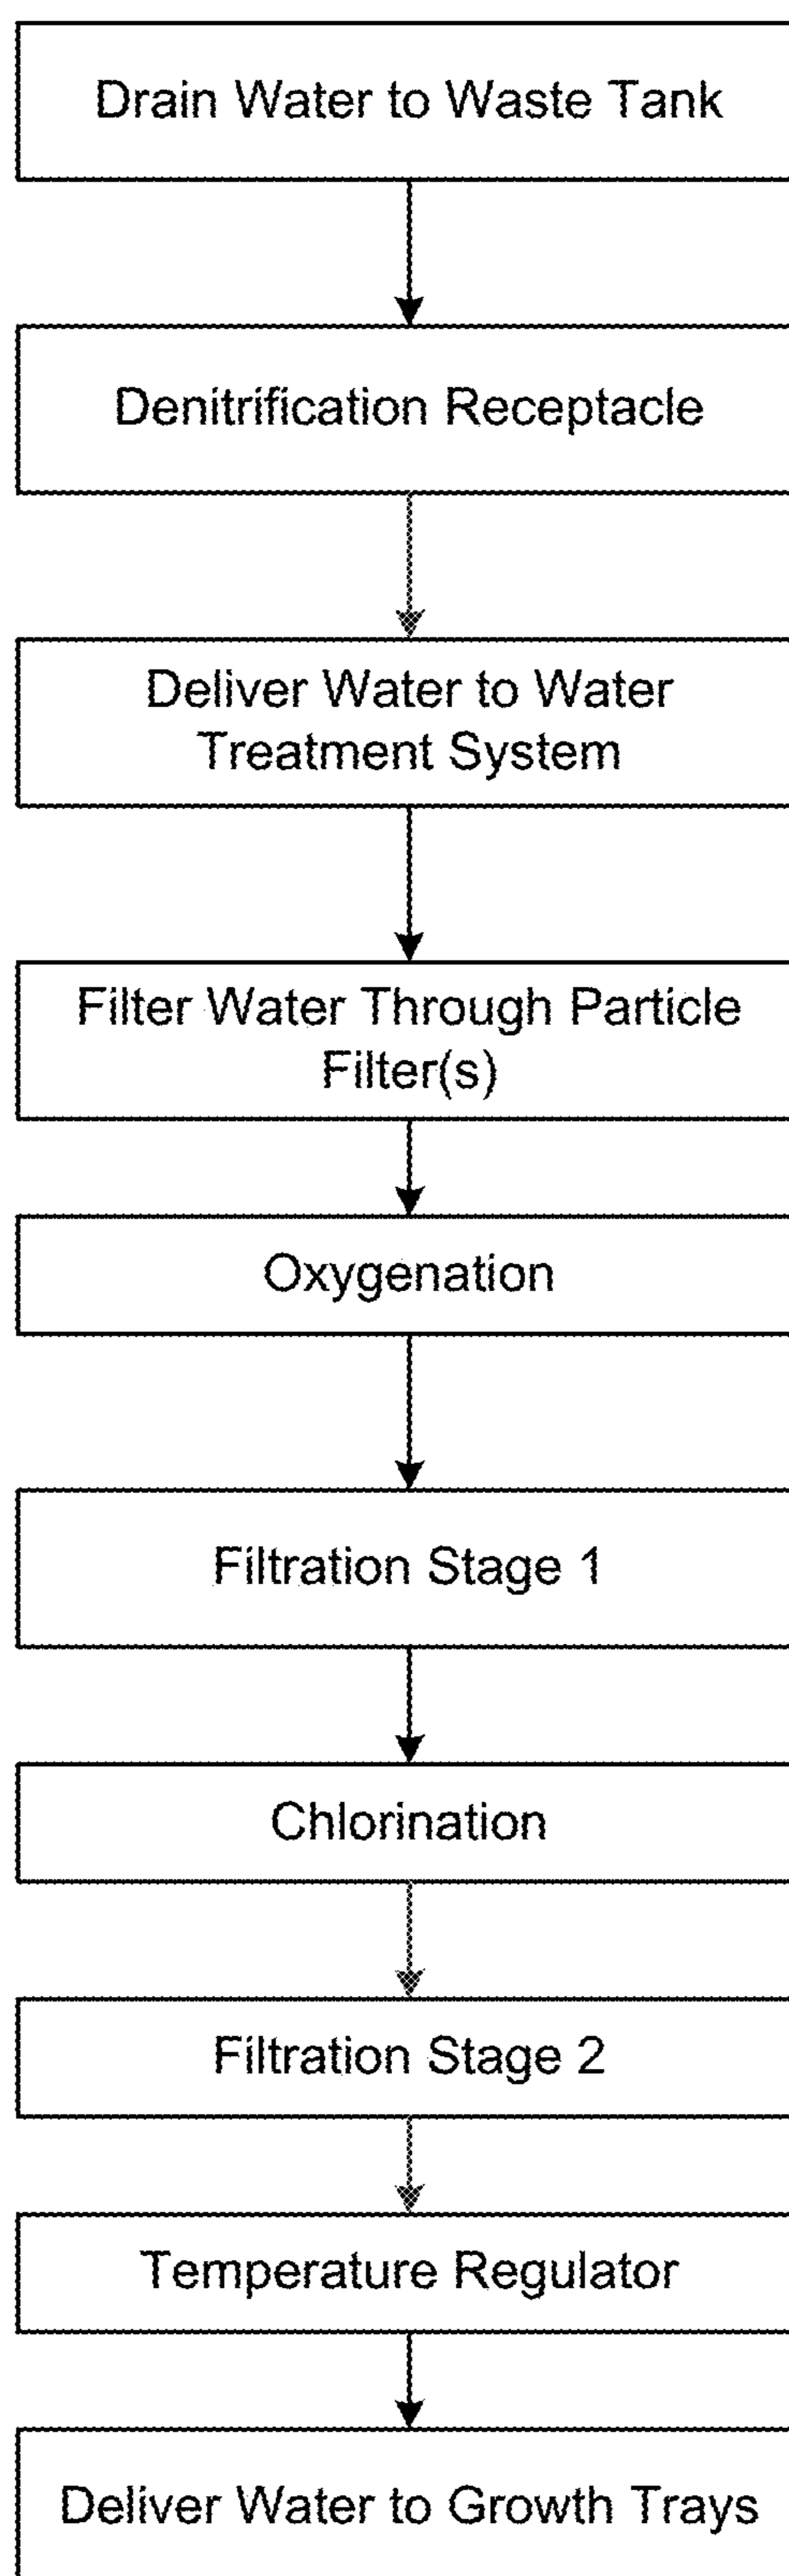 Drain Water to Waste Tank
Denitrification Receptacle
Deliver Water to Water
Treatment System
Filter Water Through Particle
Filter(s)
Oxygenation
Filtration Stage 1
Chlorination
Filtration Stage 2
Temperature Regulator
Deliver Water to Growth Trays